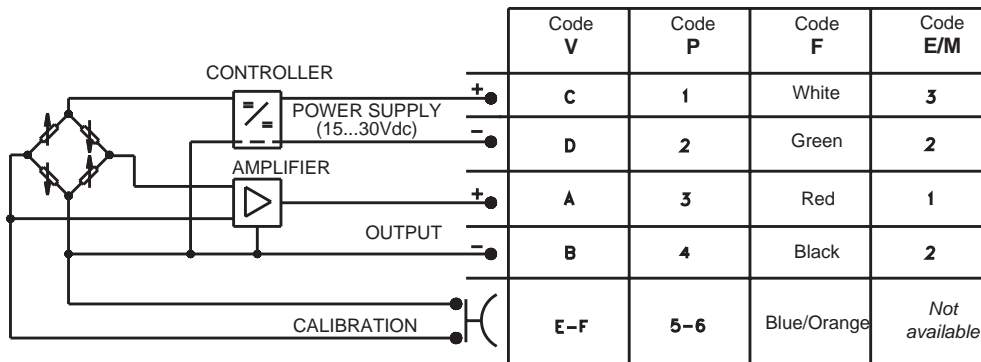 Code Code Code Code
V P F E/M
CONTROLLER
+ C 1 White 3
POWER SUPPLY
(15...30Vdc)
- D 2 Green 2
AMPLIFIER
+ A 3 Red 1
OUTPUT
- B 4 Black 2
CALIBRATION E-F 5-6 Blue/Orange Not
available